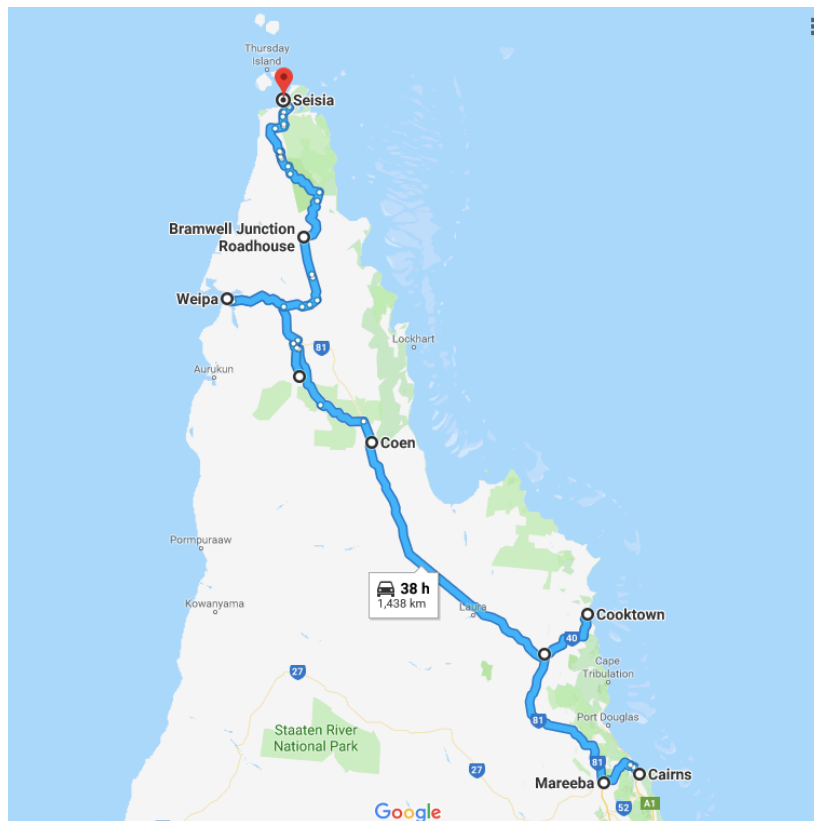 Thursday
Island
Seisia
Bramwell Junction
Roadhouse
Weipa
Lockhart
81
Aurukun
Coen
Pormpuraaw
38 h
1,438 km
Laura
Kowanyama
Cooktown
40
Cape
Tribulation
27
81
Port Douglas
Staaten River
National Park
81
27
Mareeba
Cairns
52
A1
Google